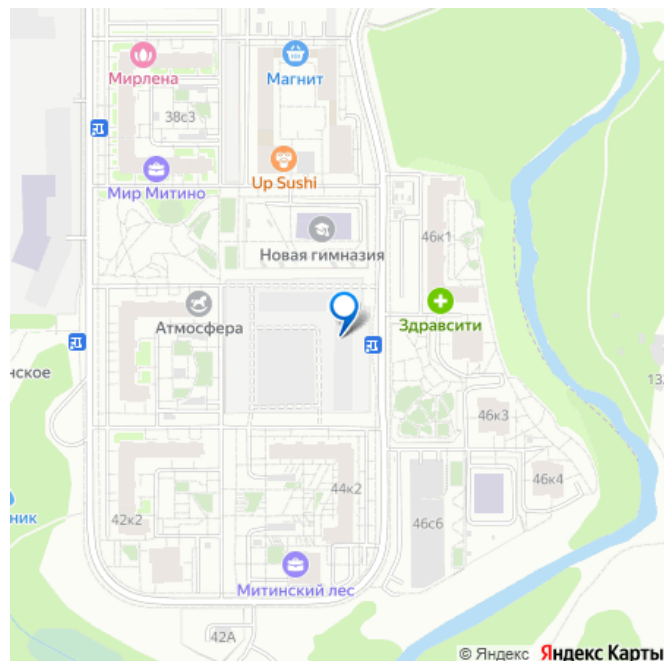 Мирлена
Магнит
38с3
Мир Митино
Up Sushi
46к1
Новая гимназия
Атмосфера
Здравсити
нское
13
46к3
44к2
46к4
42к2
46с6
ник
Митинский лес
42А
© Яндекс Яндекс Карты